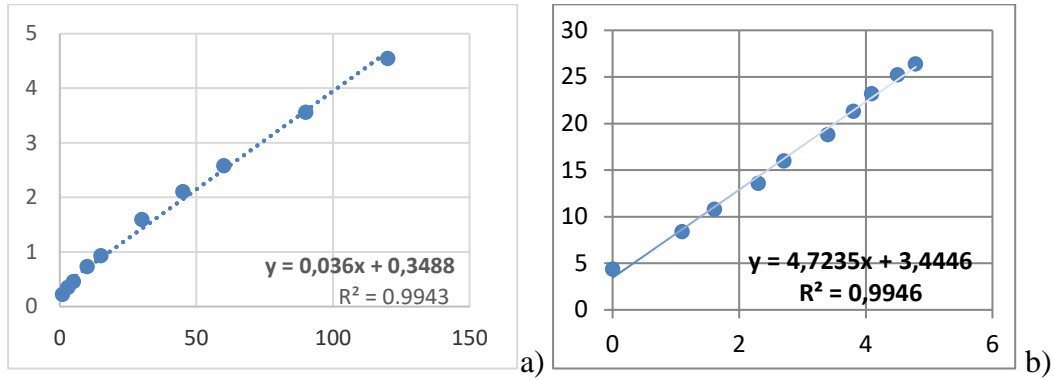 5
4
3
2
1
0
0 50 100 150
y = 0,036x + 0,3488
R² = 0.9943
a)
30
25
20
15
10
5
0
0 2 4 6
y = 4,7235x + 3,4446
R² = 0,9946
b)